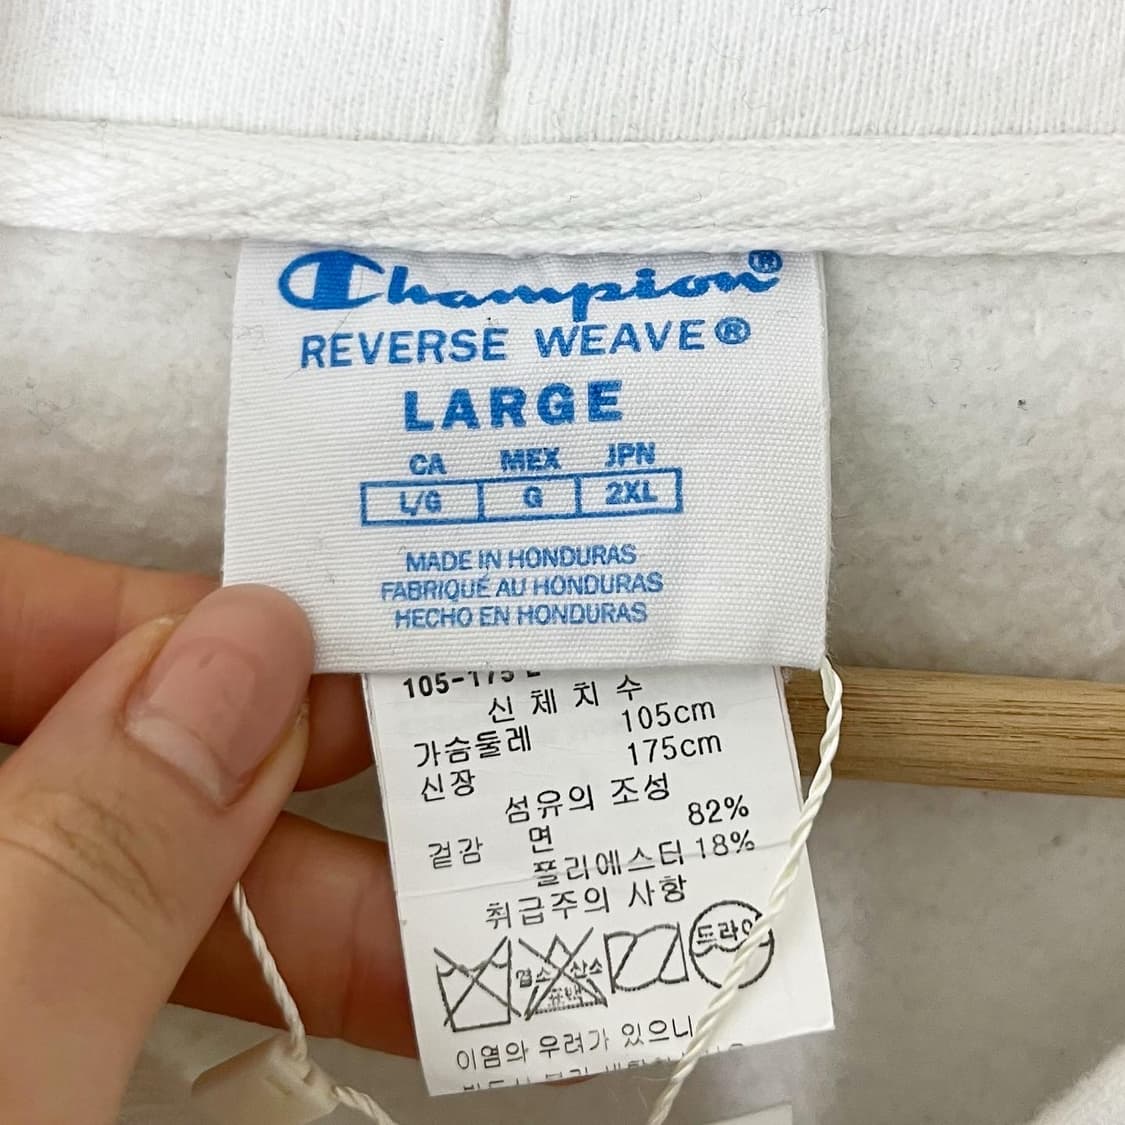 Champion®
REVERSE WEAVE®
LARGE
CA MEX JPN
L/G G 2XL
MADE IN HONDURAS
FABRIQUÉ AU HONDURAS
HECHO EN HONDURAS
105-175 L
신 체 치 수
가슴둘레 105cm
신장 175cm
섬유의 조성
겉감 면 82%
폴리에스터 18%
취급주의 사항
염소 산소 드라이
표백
이염의 우려가 있으니